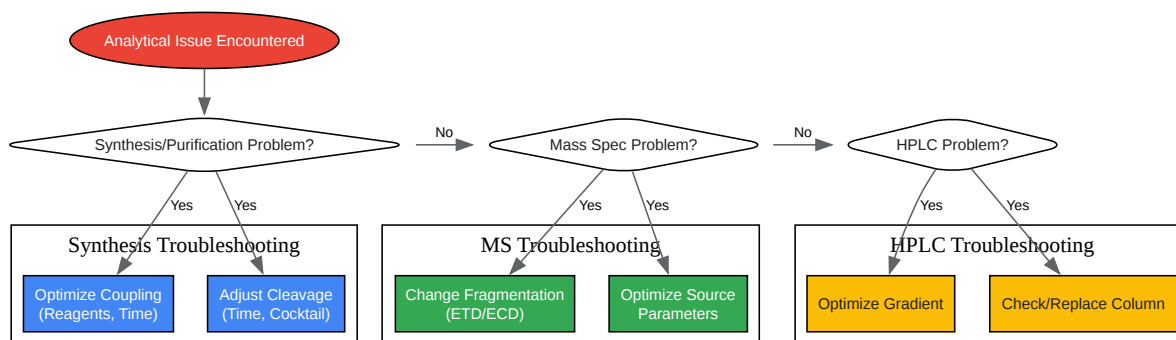 Analytical Issue Encountered
Synthesis/Purification Problem?
No
Mass Spec Problem?
No
HPLC Problem?
Yes
Yes
Yes
Yes
Yes
Yes
Synthesis Troubleshooting
MS Troubleshooting
HPLC Troubleshooting
Optimize Coupling
(Reagents, Time)
Adjust Cleavage
(Time, Cocktail)
Change Fragmentation
(ETD/ECD)
Optimize Source
Parameters
Optimize Gradient
Check/Replace Column